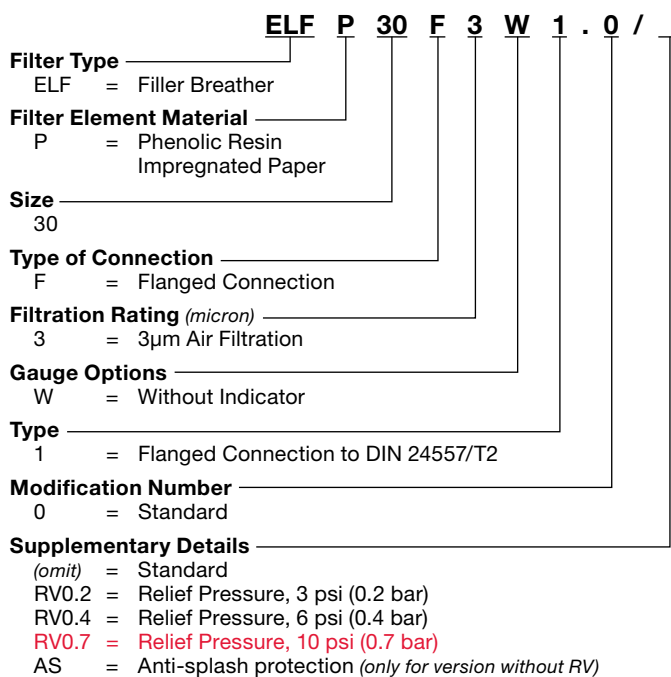 ELF P 30 F 3 W 1 . 0 / _
Filter Type
ELF = Filler Breather
Filter Element Material
P = Phenolic Resin
Impregnated Paper
Size
30
Type of Connection
F = Flanged Connection
Filtration Rating (micron)
3 = 3µm Air Filtration
Gauge Options
W = Without Indicator
Type
1 = Flanged Connection to DIN 24557/T2
Modification Number
0 = Standard
Supplementary Details
(omit) = Standard
RV0.2 = Relief Pressure, 3 psi (0.2 bar)
RV0.4 = Relief Pressure, 6 psi (0.4 bar)
RV0.7 = Relief Pressure, 10 psi (0.7 bar)
AS = Anti-splash protection (only for version without RV)